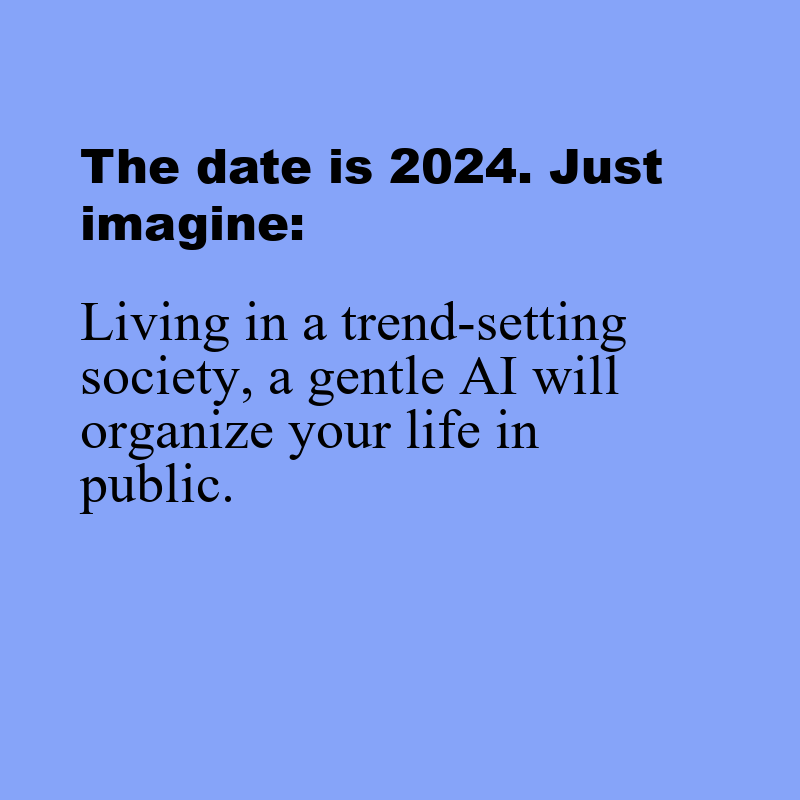 The date is 2024. Just
imagine:
Living in a trend-setting
society, a gentle AI will
organize your life in
public.